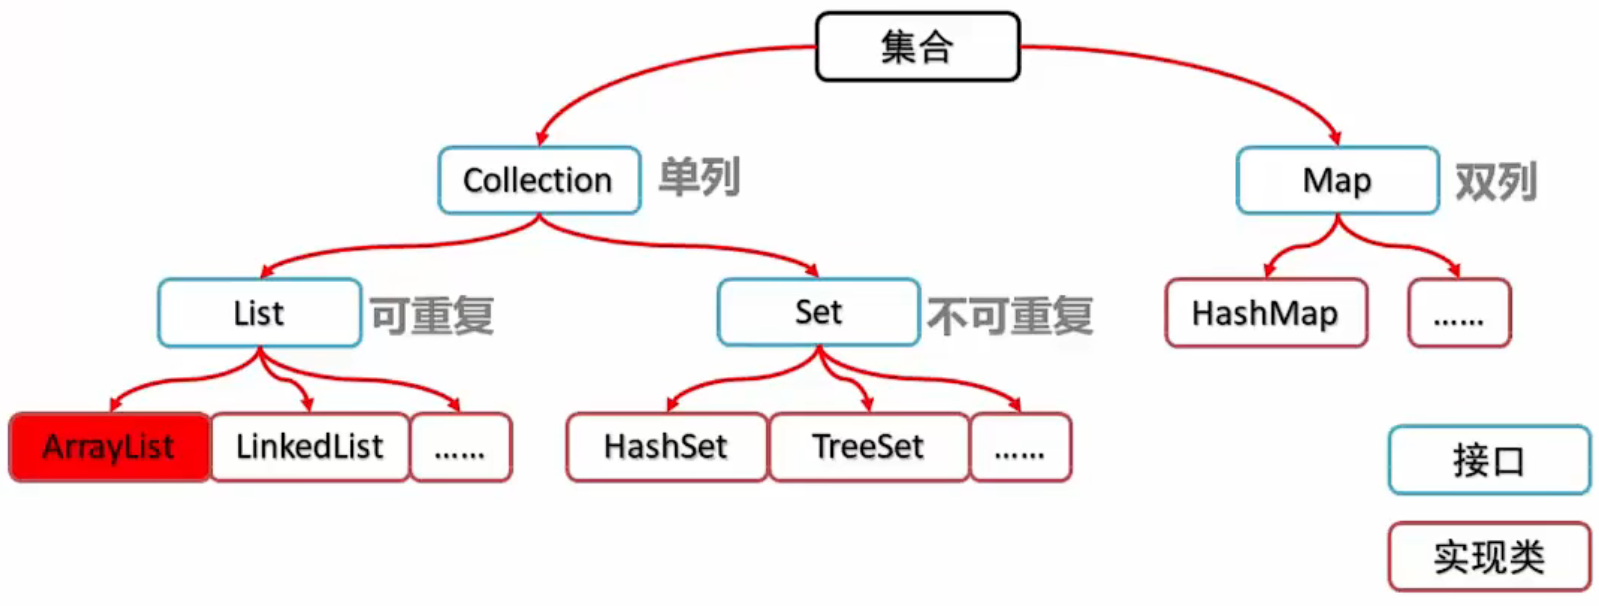 集合
Collection 单列
Map 双列
List 可重复
Set 不可重复
HashMap
……
ArrayList
LinkedList
……
HashSet
TreeSet
……
接口
实现类